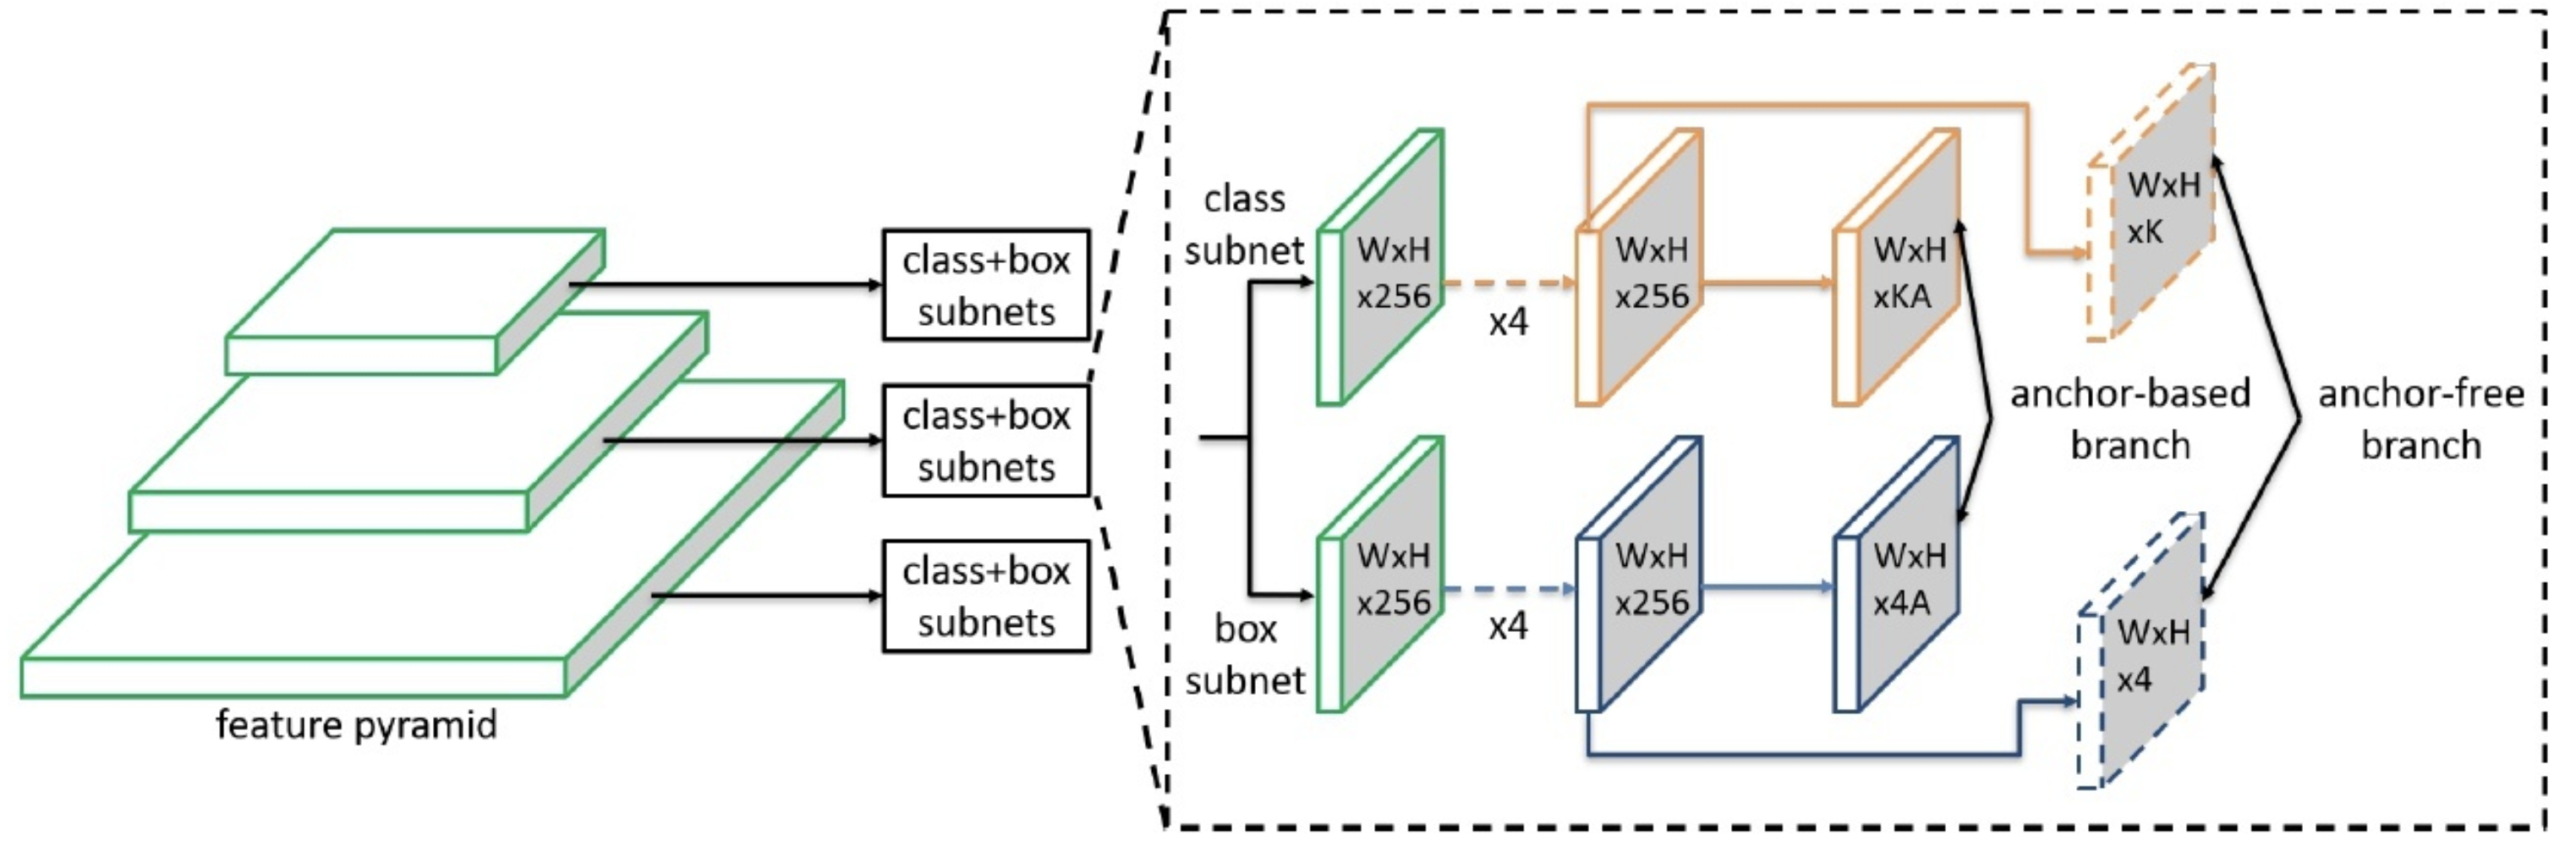 class+box
subnets
class+box
subnets
class+box
subnets
feature pyramid
class
subnet
WxH
x256
x4
WxH
x256
WxH
xKA
WxH
xK
anchor-based
branch
anchor-free
branch
box
subnet
WxH
x256
x4
WxH
x256
WxH
x4A
WxH
x4